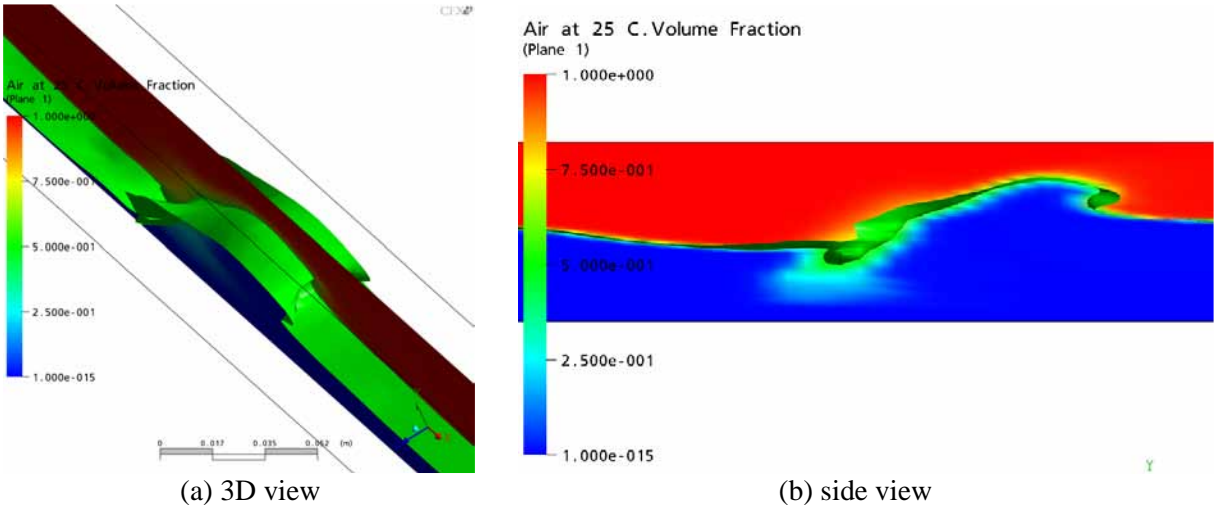 CFX
Air at 25 C.Volume Fraction
(Plane 1)
1.000e+000
7.500e-001
5.000e-001
2.500e-001
1.000e-015
0 0.017 0.035 0.052 (m)
(a) 3D view
Air at 25 C.Volume Fraction
(Plane 1)
1.000e+000
7.500e-001
5.000e-001
2.500e-001
1.000e-015
Y
(b) side view